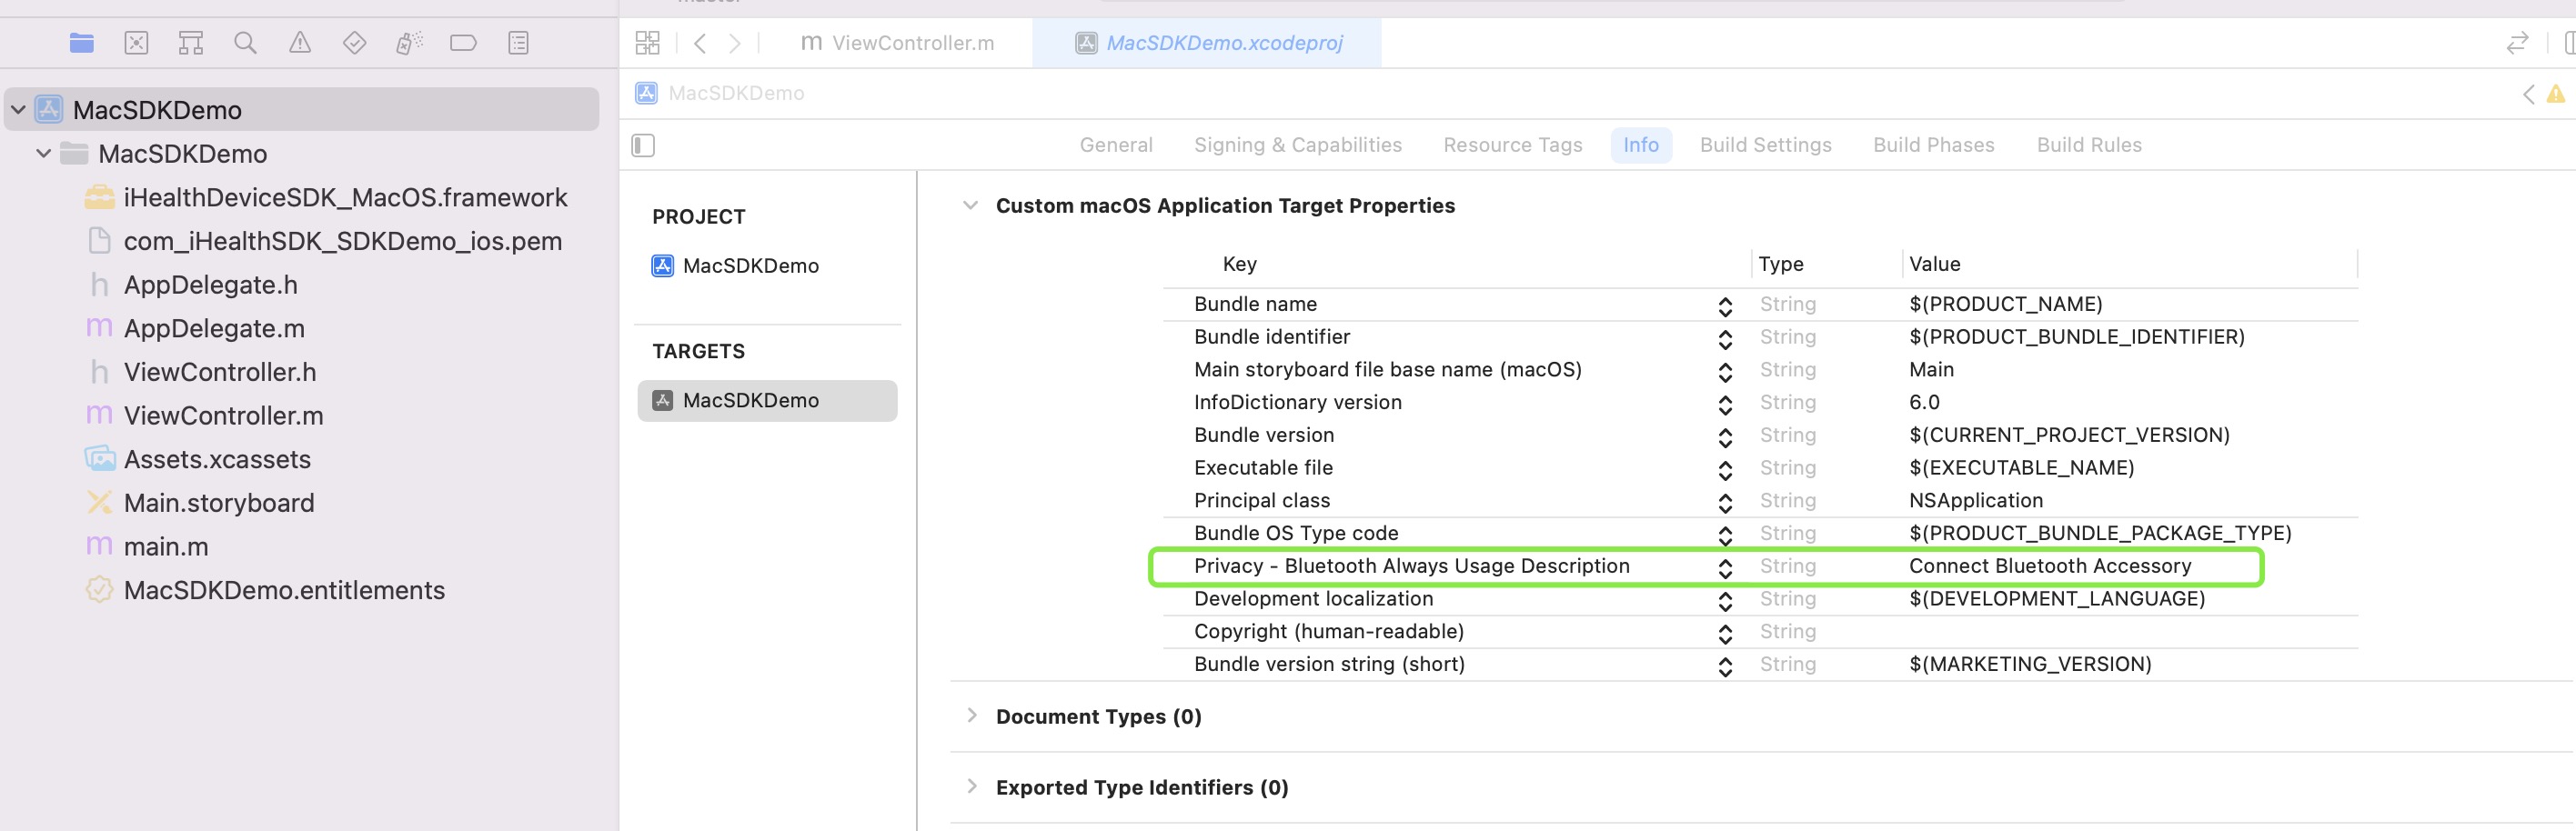 master
m ViewController.m
MacSDKDemo.xcodeproj
MacSDKDemo
MacSDKDemo
iHealthDeviceSDK_MacOS.framework
com_iHealthSDK_SDKDemo_ios.pem
h AppDelegate.h
m AppDelegate.m
h ViewController.h
m ViewController.m
Assets.xcassets
Main.storyboard
m main.m
MacSDKDemo.entitlements
MacSDKDemo
General Signing & Capabilities Resource Tags Info Build Settings Build Phases Build Rules
PROJECT
MacSDKDemo
TARGETS
MacSDKDemo
Custom macOS Application Target Properties
Key Type Value
Bundle name String $(PRODUCT_NAME)
Bundle identifier String $(PRODUCT_BUNDLE_IDENTIFIER)
Main storyboard file base name (macOS) String Main
InfoDictionary version String 6.0
Bundle version String $(CURRENT_PROJECT_VERSION)
Executable file String $(EXECUTABLE_NAME)
Principal class String NSApplication
Bundle OS Type code String $(PRODUCT_BUNDLE_PACKAGE_TYPE)
Privacy - Bluetooth Always Usage Description String Connect Bluetooth Accessory
Development localization String $(DEVELOPMENT_LANGUAGE)
Copyright (human-readable) String
Bundle version string (short) String $(MARKETING_VERSION)
Document Types (0)
Exported Type Identifiers (0)